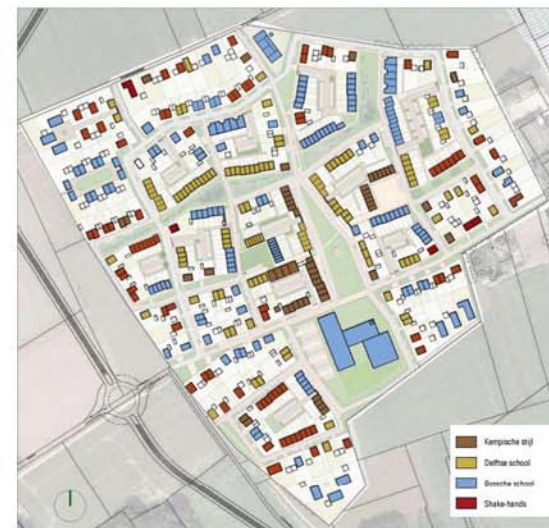 Kempische stijl
Delftse school
Bossche school
Shake-hands